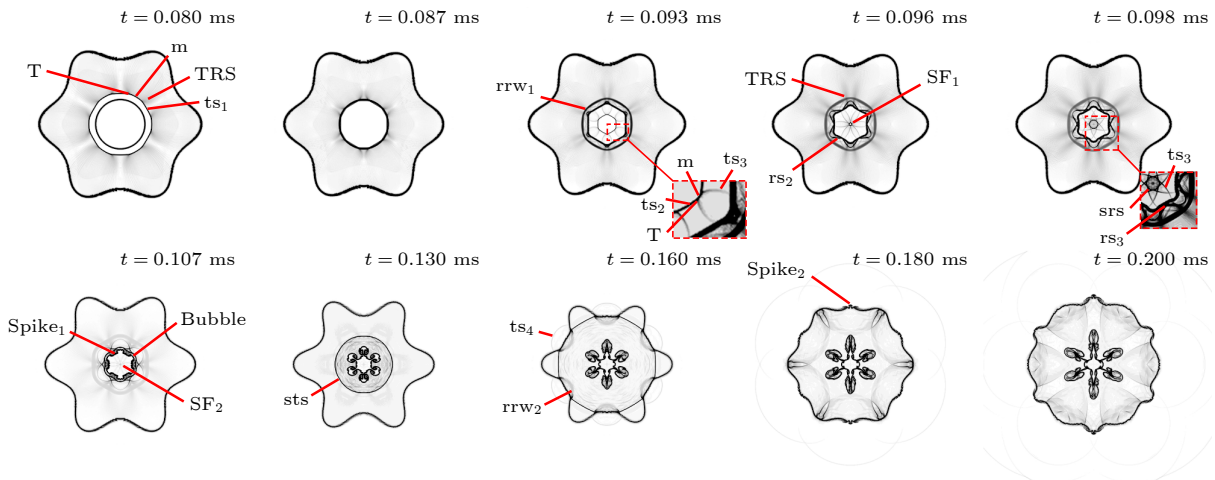 t = 0.080 ms
t = 0.087 ms
t = 0.093 ms
t = 0.096 ms
t = 0.098 ms
m
T
TRS
ts₁
rrw₁
m
ts₃
ts₂
T
TRS
SF₁
rs₂
ts₃
srs
rs₃
t = 0.107 ms
t = 0.130 ms
t = 0.160 ms
t = 0.180 ms
t = 0.200 ms
Spike₁
Bubble
SF₂
sts
ts₄
rrw₂
Spike₂